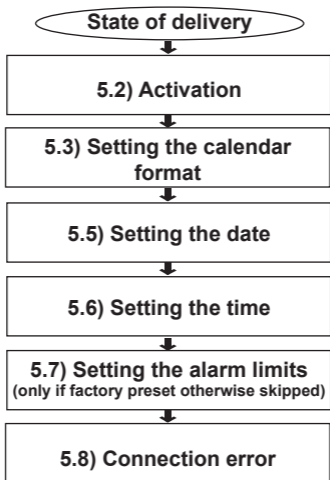 State of delivery
5.2) Activation
5.3) Setting the calendar
format
5.5) Setting the date
5.6) Setting the time
5.7) Setting the alarm limits
(only if factory preset otherwise skipped)
5.8) Connection error